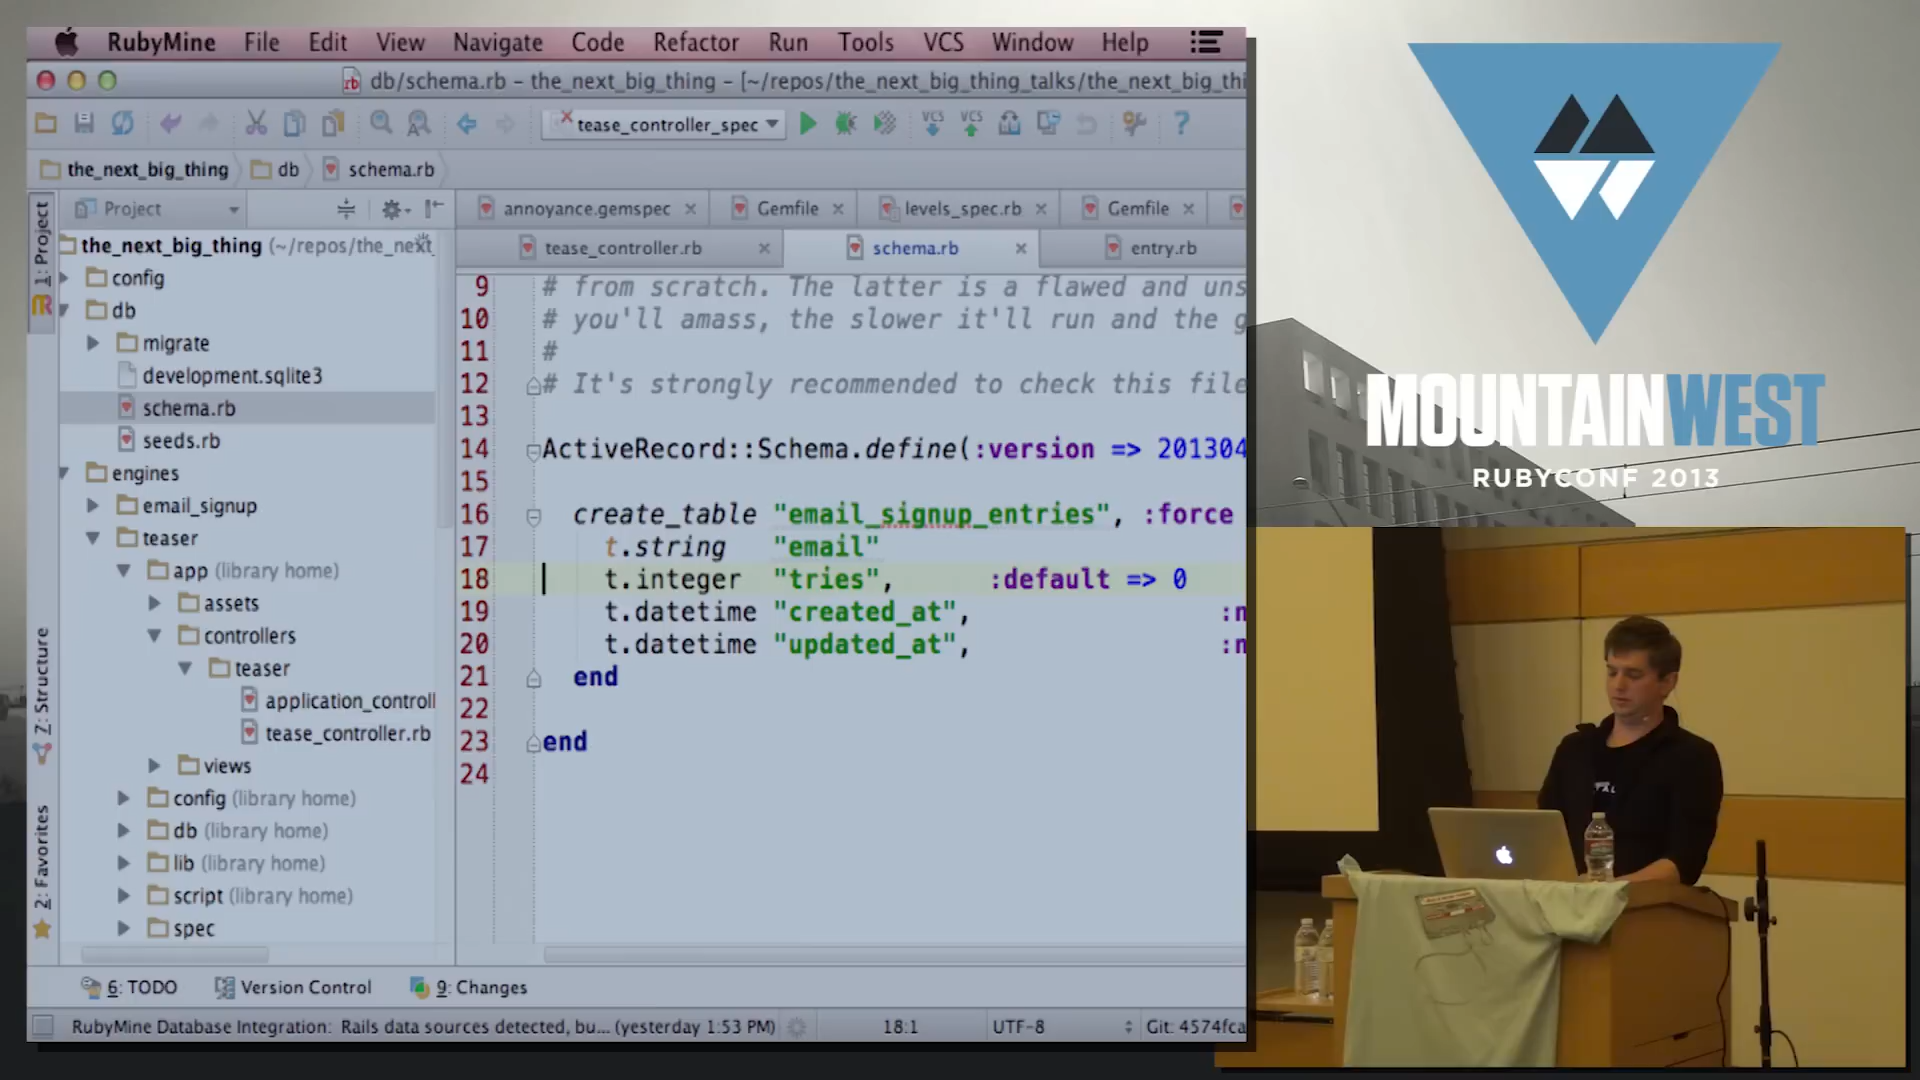 RubyMine File Edit View Navigate Code Refactor Run Tools VCS Window Help
db/schema.rb – the_next_big_thing – [~/repos/the_next_big_thing_talks/the_next_big_thi
tease_controller_spec
VCS VCS
the_next_big_thing db schema.rb
Project
annoyance.gemspec Gemfile levels_spec.rb Gemfile
tease_controller.rb schema.rb entry.rb
1: Project
Z: Structure
2: Favorites
the_next_big_thing (~/repos/the_next_
config
db
migrate
development.sqlite3
schema.rb
seeds.rb
engines
email_signup
teaser
app (library home)
assets
controllers
teaser
application_controll
tease_controller.rb
views
config (library home)
db (library home)
lib (library home)
script (library home)
spec
9 # from scratch. The latter is a flawed and uns
10 # you'll amass, the slower it'll run and the g
11 #
12 # It's strongly recommended to check this file
13
14 ActiveRecord::Schema.define(:version => 201304
15
16 create_table "email_signup_entries", :force
17 t.string "email"
18 t.integer "tries", :default => 0
19 t.datetime "created_at", :n
20 t.datetime "updated_at", :n
21 end
22
23 end
24
6: TODO Version Control 9: Changes
RubyMine Database Integration: Rails data sources detected, bu... (yesterday 1:53 PM) 18:1 UTF-8 Git: 4574fca
MOUNTAINWEST
RUBYCONF 2013